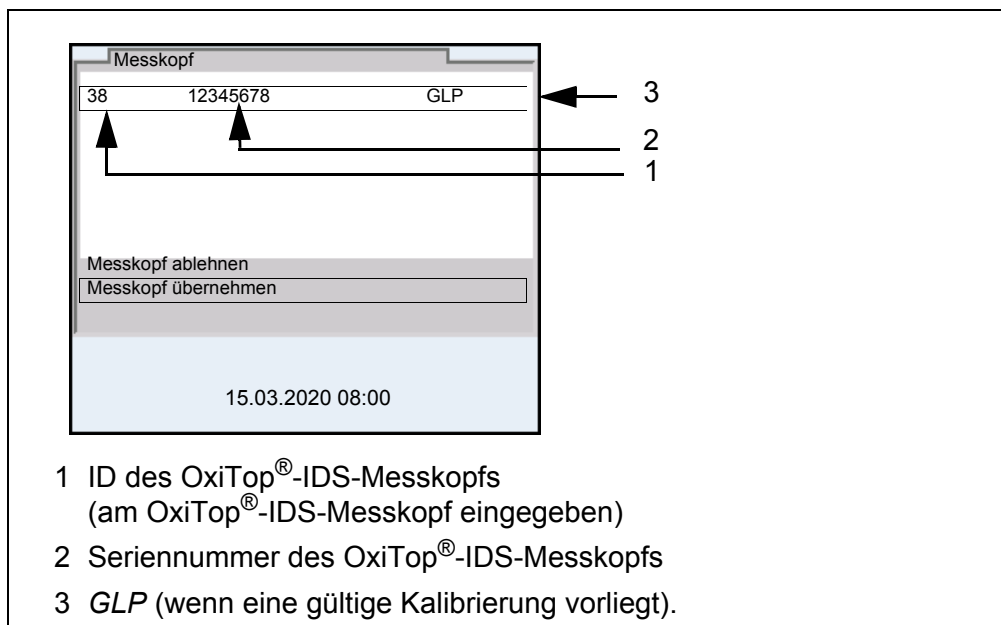 Messkopf
38 12345678 GLP
3
2
1
Messkopf ablehnen
Messkopf übernehmen
15.03.2020 08:00
1 ID des OxiTop®-IDS-Messkopfs
(am OxiTop®-IDS-Messkopf eingegeben)
2 Seriennummer des OxiTop®-IDS-Messkopfs
3 GLP (wenn eine gültige Kalibrierung vorliegt).